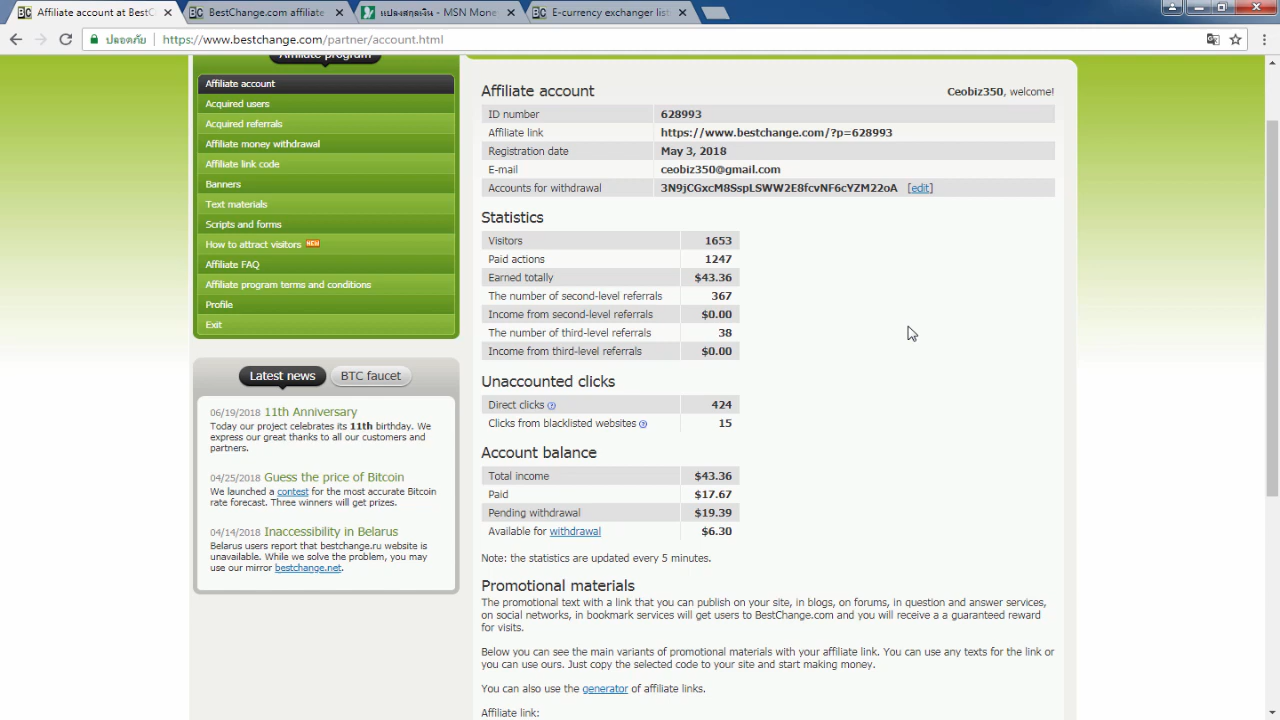 Affiliate account at BestC
BestChange.com affiliate
แปลงสกุลเงิน - MSN Mone
E-currency exchanger list
ปลอดภัย
https://www.bestchange.com/partner/account.html
Affiliate program
Affiliate account
Acquired users
Acquired referrals
Affiliate money withdrawal
Affiliate link code
Banners
Text materials
Scripts and forms
How to attract visitors NEW
Affiliate FAQ
Affiliate program terms and conditions
Profile
Exit
Latest news BTC faucet
06/19/2018 11th Anniversary
Today our project celebrates its 11th birthday. We
express our great thanks to all our customers and
partners.
04/25/2018 Guess the price of Bitcoin
We launched a contest for the most accurate Bitcoin
rate forecast. Three winners will get prizes.
04/14/2018 Inaccessibility in Belarus
Belarus users report that bestchange.ru website is
unavailable. While we solve the problem, you may
use our mirror bestchange.net.
Affiliate account Ceobiz350, welcome!
ID number 628993
Affiliate link https://www.bestchange.com/?p=628993
Registration date May 3, 2018
E-mail ceobiz350@gmail.com
Accounts for withdrawal 3N9jCGxcM8SspLSWW2E8fcvNF6cYZM22oA [edit]
Statistics
Visitors 1653
Paid actions 1247
Earned totally $43.36
The number of second-level referrals 367
Income from second-level referrals $0.00
The number of third-level referrals 38
Income from third-level referrals $0.00
Unaccounted clicks
Direct clicks 424
Clicks from blacklisted websites 15
Account balance
Total income $43.36
Paid $17.67
Pending withdrawal $19.39
Available for withdrawal $6.30
Note: the statistics are updated every 5 minutes.
Promotional materials
The promotional text with a link that you can publish on your site, in blogs, on forums, in question and answer services,
on social networks, in bookmark services will get users to BestChange.com and you will receive a a guaranteed reward
for visits.
Below you can see the main variants of promotional materials with your affiliate link. You can use any texts for the link or
you can use ours. Just copy the selected code to your site and start making money.
You can also use the generator of affiliate links.
Affiliate link: